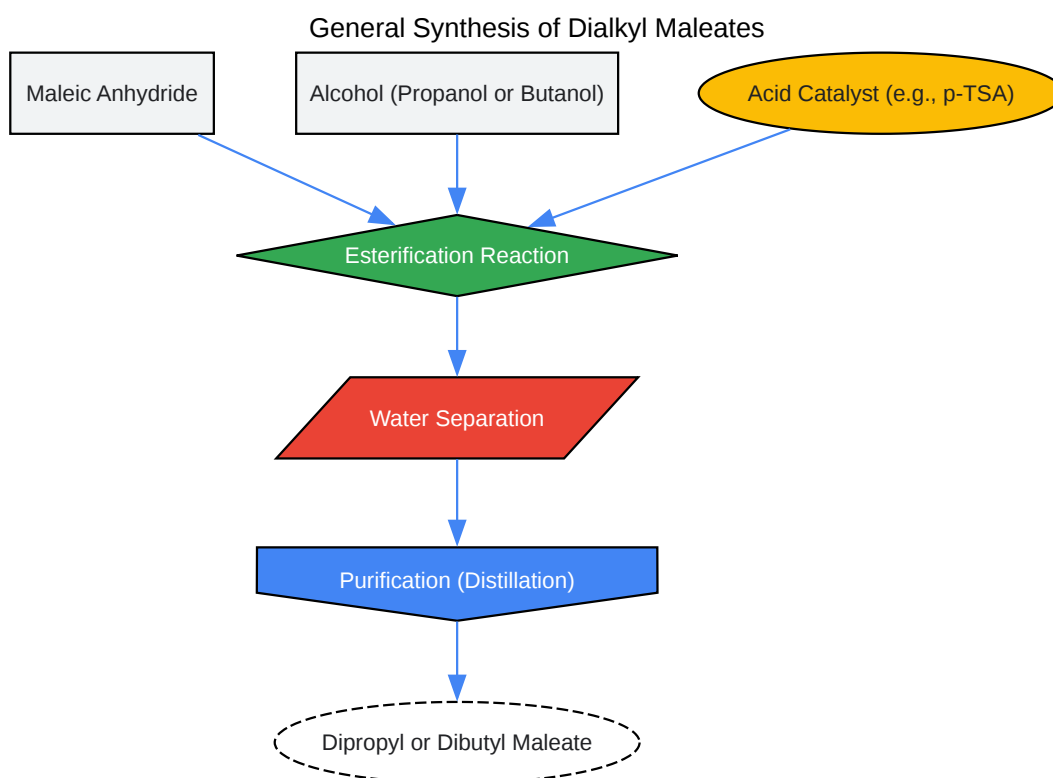 General Synthesis of Dialkyl Maleates
Maleic Anhydride
Alcohol (Propanol or Butanol)
Acid Catalyst (e.g., p-TSA)
Esterification Reaction
Water Separation
Purification (Distillation)
Dipropyl or Dibutyl Maleate